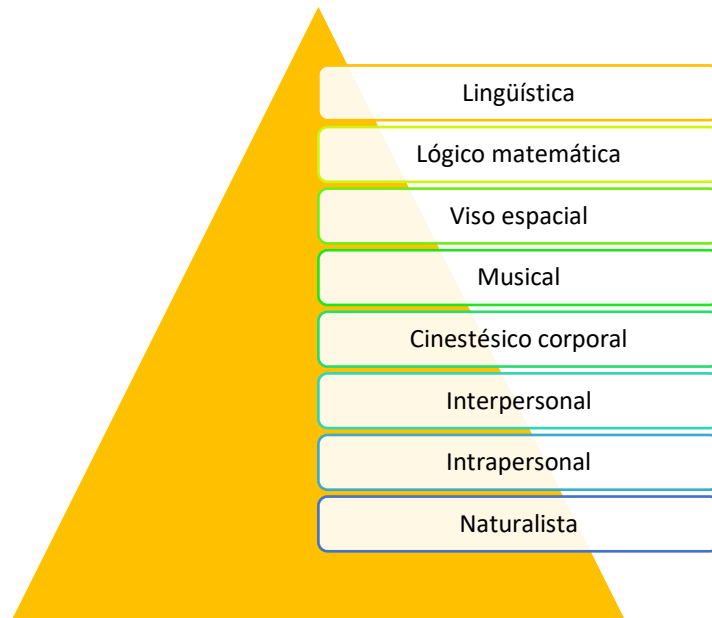 Lingüística
Lógico matemática
Viso espacial
Musical
Cinestésico corporal
Interpersonal
Intrapersonal
Naturalista